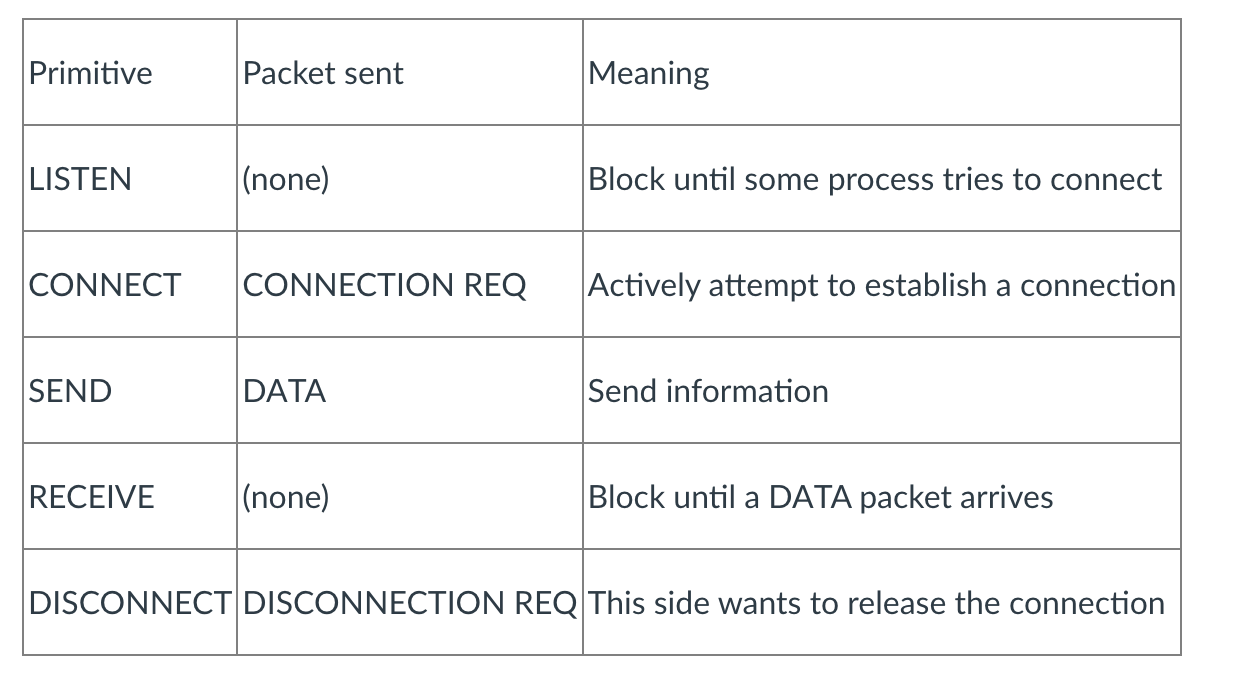 Primitive Packet sent Meaning
LISTEN (none) Block until some process tries to connect
CONNECT CONNECTION REQ Actively attempt to establish a connection
SEND DATA Send information
RECEIVE (none) Block until a DATA packet arrives
DISCONNECT DISCONNECTION REQ This side wants to release the connection